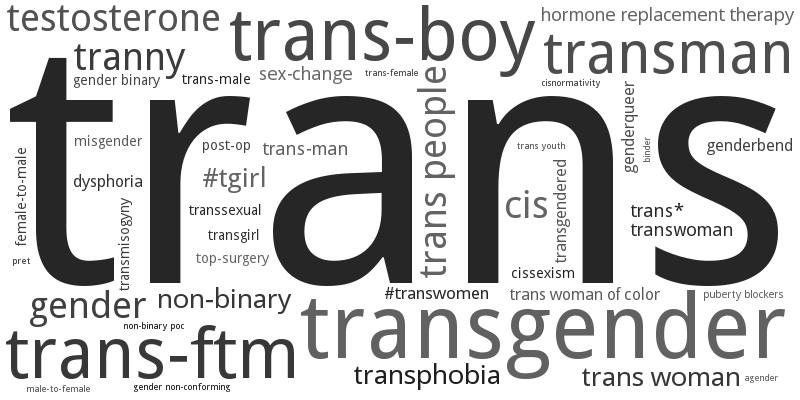 testosterone
trans-boy
hormone replacement therapy
tranny
transman
gender binary
trans-male
sex-change
trans-female
cisnormativity
trans
trans people
genderqueer
binder
misgender
post-op
trans-man
trans youth
genderbend
female-to-male
dysphoria
#tgirl
transgendered
transmisogyny
transsexual
cis
trans*
transgirl
transwoman
top-surgery
pret
cissexism
gender
non-binary
#transwomen
trans woman of color
puberty blockers
non-binary poc
transgender
trans-ftm
transphobia
trans woman
agender
male-to-female
gender non-conforming